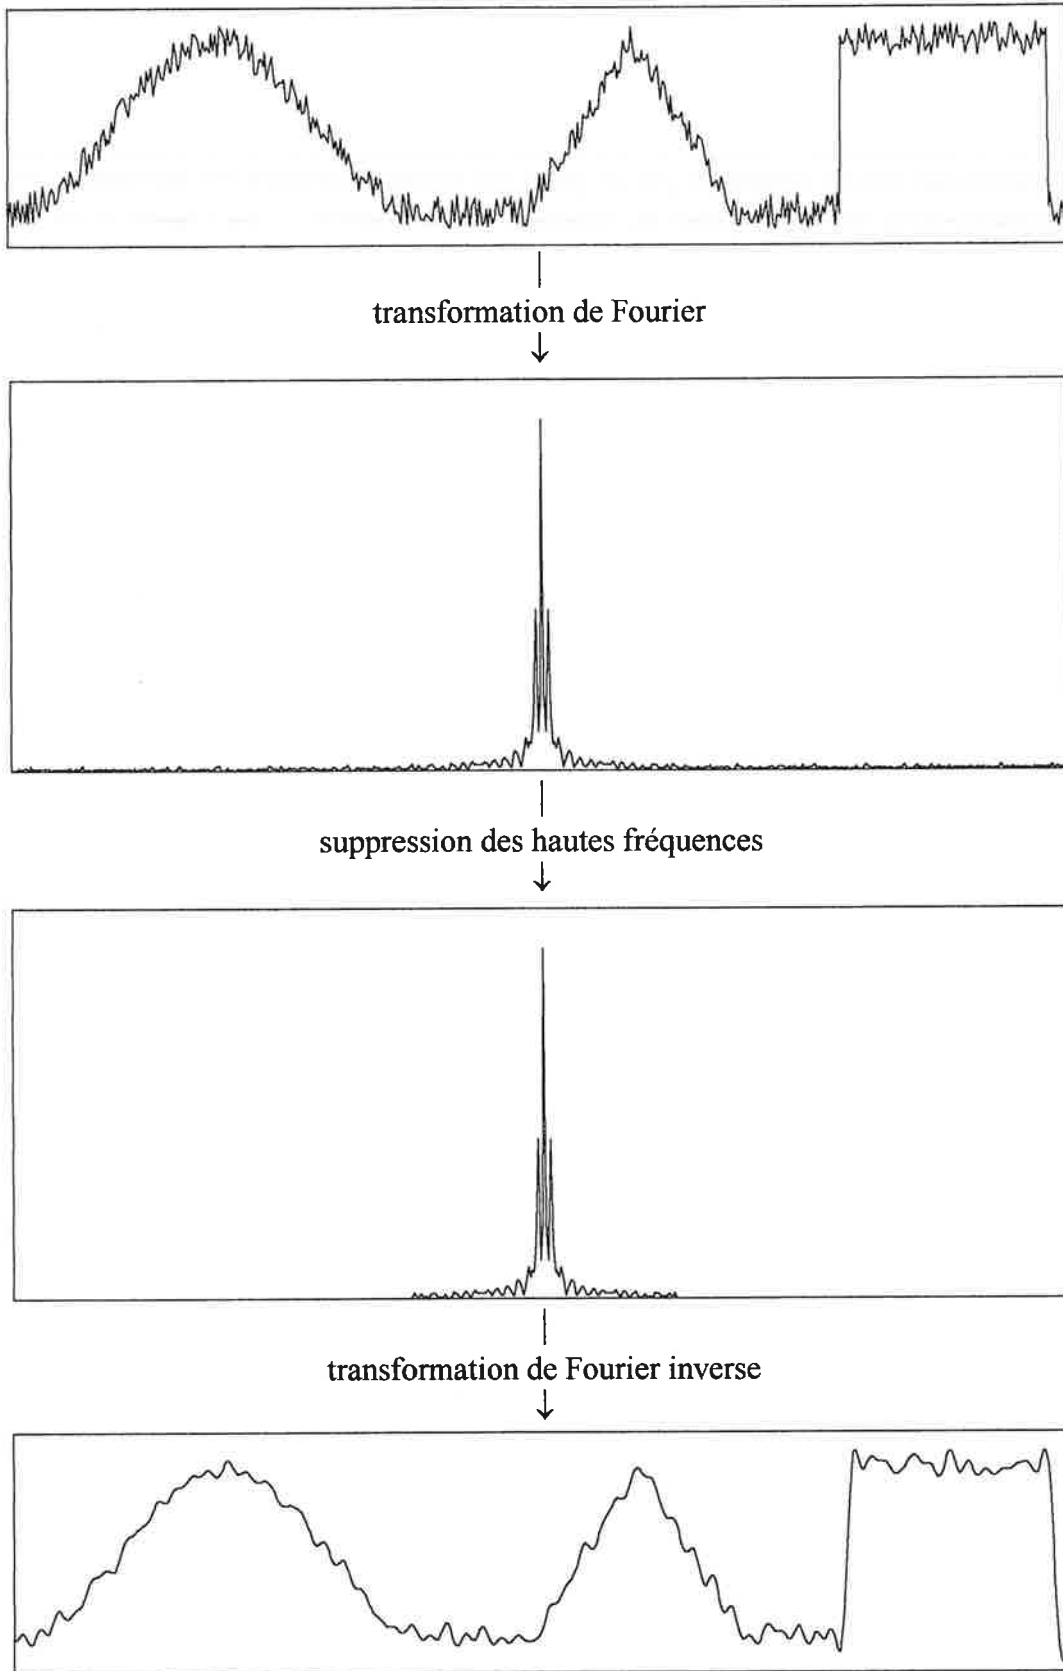 transformation de Fourier
suppression des hautes fréquences
transformation de Fourier inverse